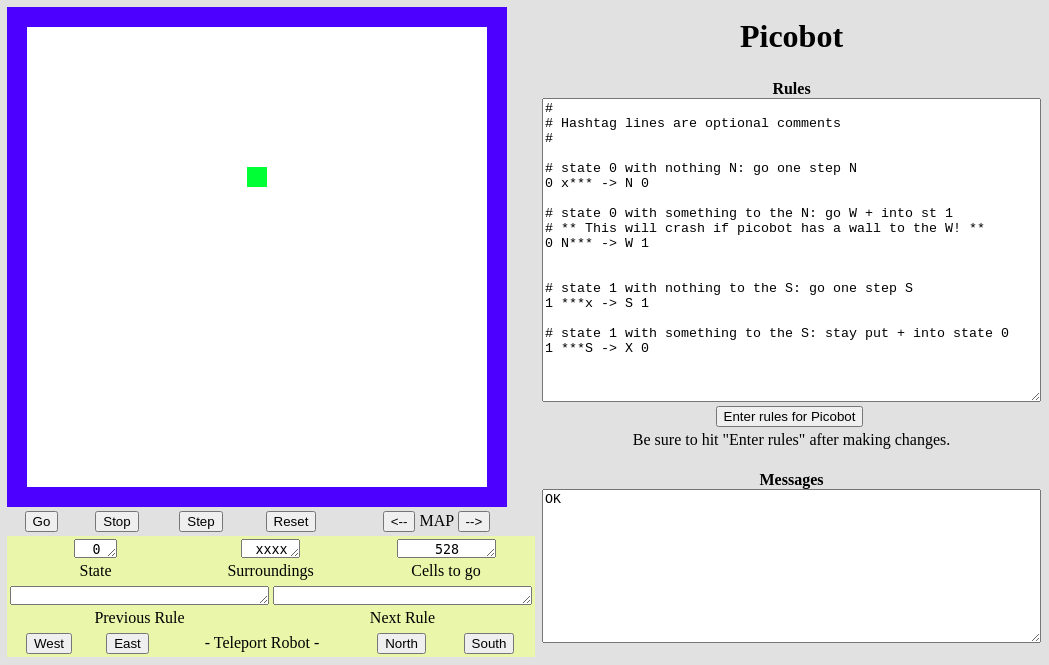 Picobot
Rules
#
# Hashtag lines are optional comments
#
# state 0 with nothing N: go one step N
0 x*** -> N 0
# state 0 with something to the N: go W + into st 1
# ** This will crash if picobot has a wall to the W! **
0 N*** -> W 1
# state 1 with nothing to the S: go one step S
1 ***x -> S 1
# state 1 with something to the S: stay put + into state 0
1 ***S -> X 0
Enter rules for Picobot
Be sure to hit "Enter rules" after making changes.
Messages
OK
Go Stop Step Reset <-- MAP -->
0 xxxx 528
State Surroundings Cells to go
Previous Rule Next Rule
West East - Teleport Robot - North South